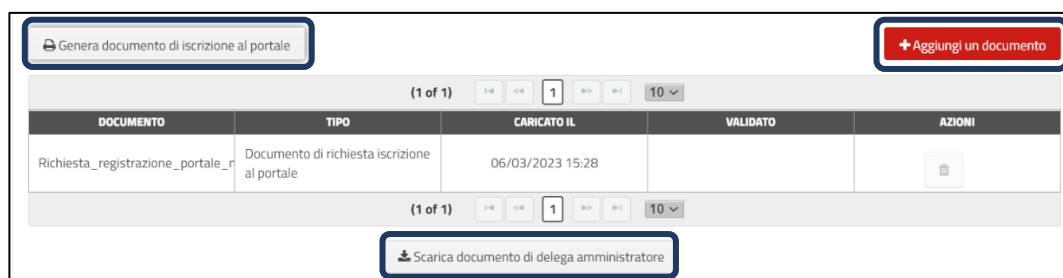 Genera documento di iscrizione al portale
+ Aggiungi un documento
(1 of 1) 1 10
DOCUMENTO TIPO CARICATO IL VALIDATO AZIONI
Richiesta_registrazione_portale_r Documento di richiesta iscrizione 06/03/2023 15:28
al portale
(1 of 1) 1 10
Scarica documento di delega amministratore